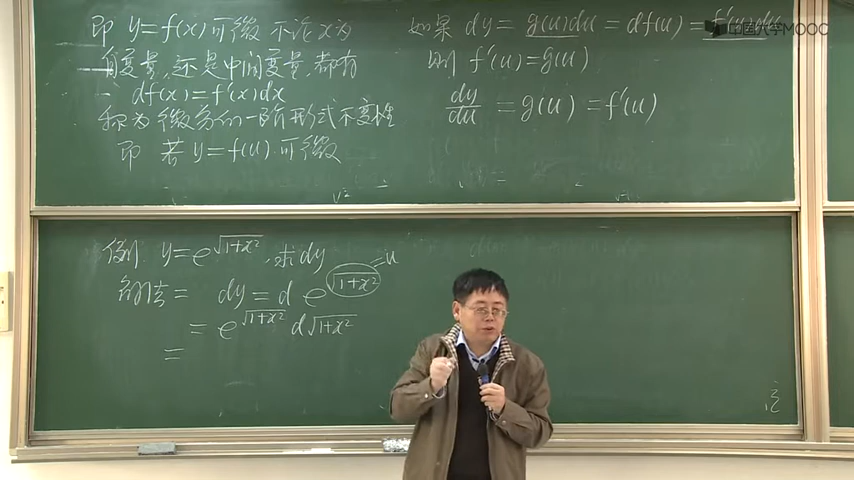 即 y=f(x)可微 不论x为
自变量,还是中间变量,都有
df(x)=f'(x)dx
称为微分的一阶形式不变性
即 若 y=f(u) 可微
如果 dy = g(u)du = df(u) = f'(u)du
则 f'(u)=g(u)
dy/du = g(u) = f'(u)
中国大学MOOC
例 y=e^√(1+x²), 求dy
解法二 dy = d e^√(1+x²) =u
= e^√(1+x²) d√(1+x²)
=